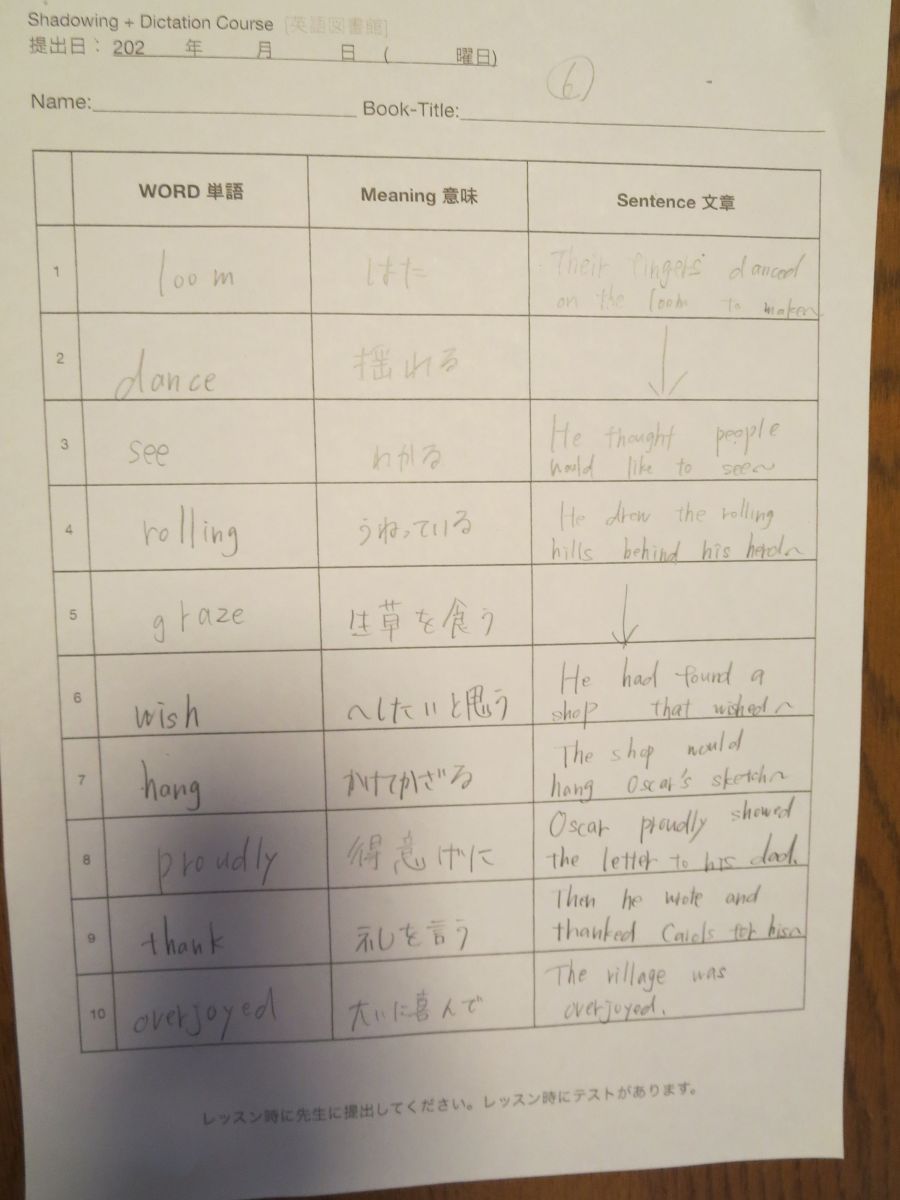 Shadowing + Dictation Course [英語図書館]
提出日： 202 年 月 日 ( 曜日)
⑥
Name: Book-Title:
WORD 単語 Meaning 意味 Sentence 文章
1 loom はた Their fingers danced
on the loom to make~
2 dance 揺れる ↓
3 see わかる He thought people
would like to see~
4 rolling うねっている He drew the rolling
hills behind his herd~
5 graze 生草を食う ↓
6 wish ~したいと思う He had found a
shop that wished~
7 hang かけてかざる The shop would
hang Oscar's sketch~
8 proudly 得意げに Oscar proudly showed
the letter to his dad.
9 thank 礼を言う Then he wrote and
thanked Carols for his~
10 overjoyed 大いに喜んで The village was
overjoyed.
レッスン時に先生に提出してください。レッスン時にテストがあります。